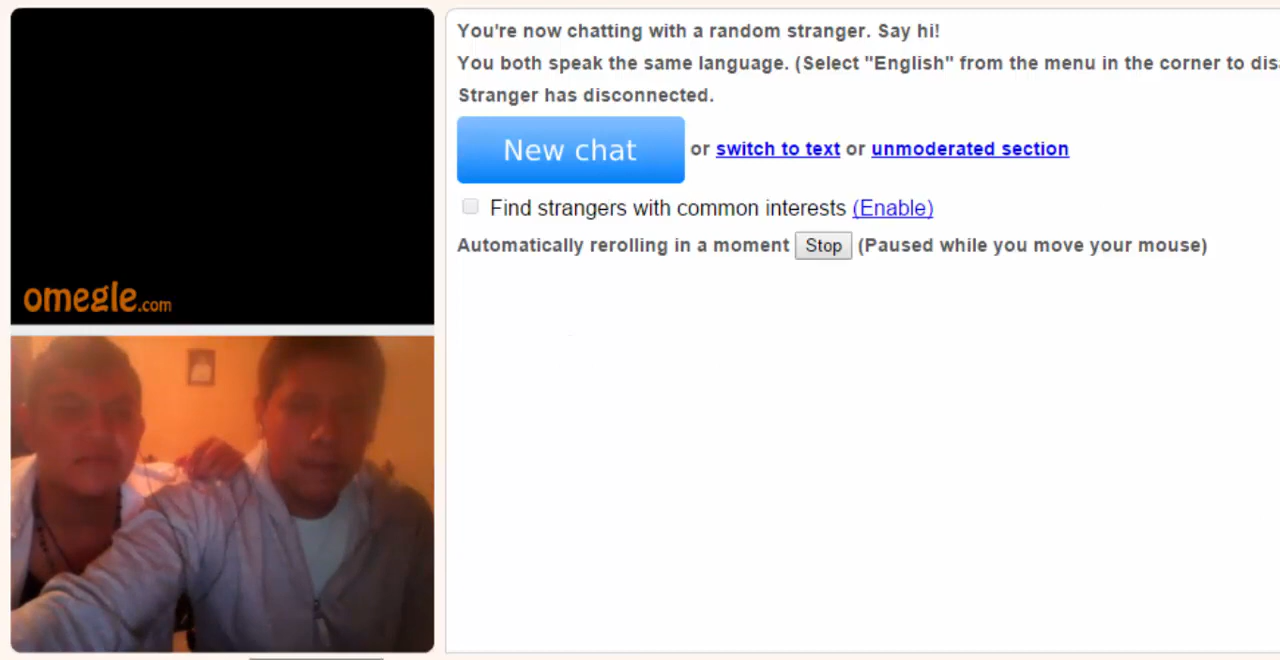 You're now chatting with a random stranger. Say hi!
You both speak the same language. (Select "English" from the menu in the corner to
Stranger has disconnected.
New chat or switch to text or unmoderated section
Find strangers with common interests (Enable)
Automatically rerolling in a moment Stop (Paused while you move your mouse)
omegle.com